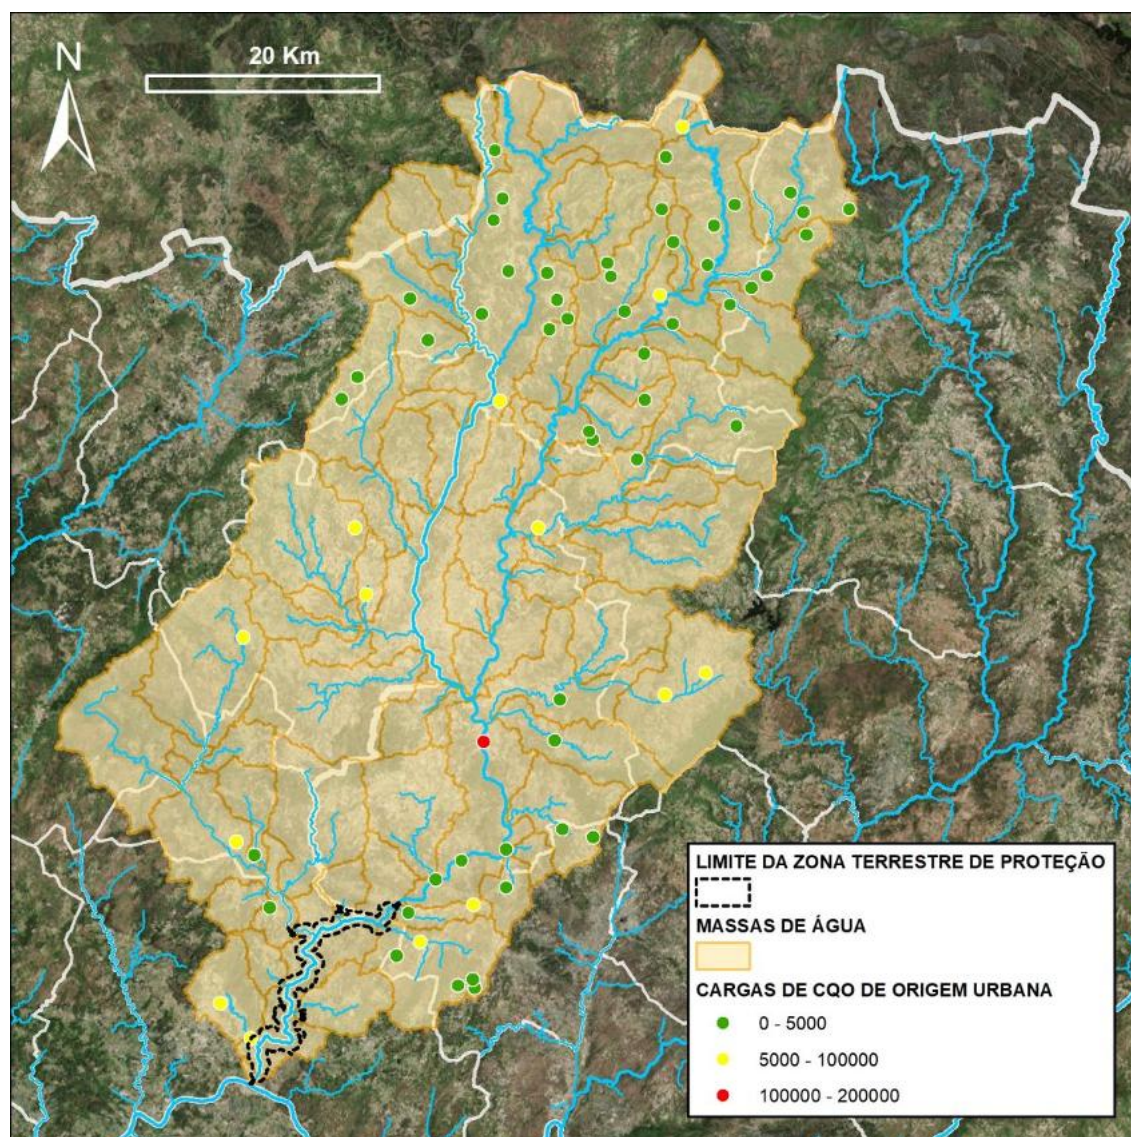 N
20 Km
LIMITE DA ZONA TERRESTRE DE PROTEÇÃO
MASSAS DE ÁGUA
CARGAS DE CQO DE ORIGEM URBANA
0 - 5000
5000 - 100000
100000 - 200000